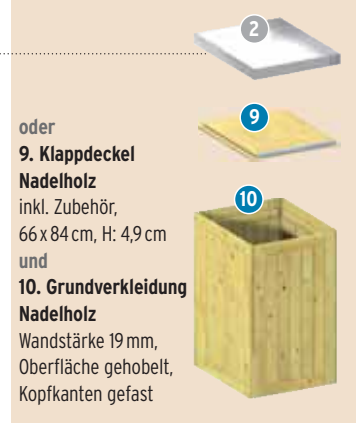 2
9
oder
9. Klappdeckel
Nadelholz
inkl. Zubehör,
66 x 84 cm, H: 4,9 cm
und
10
10. Grundverkleidung
Nadelholz
Wandstärke 19 mm,
Oberfläche gehobelt,
Kopfkanten gefast